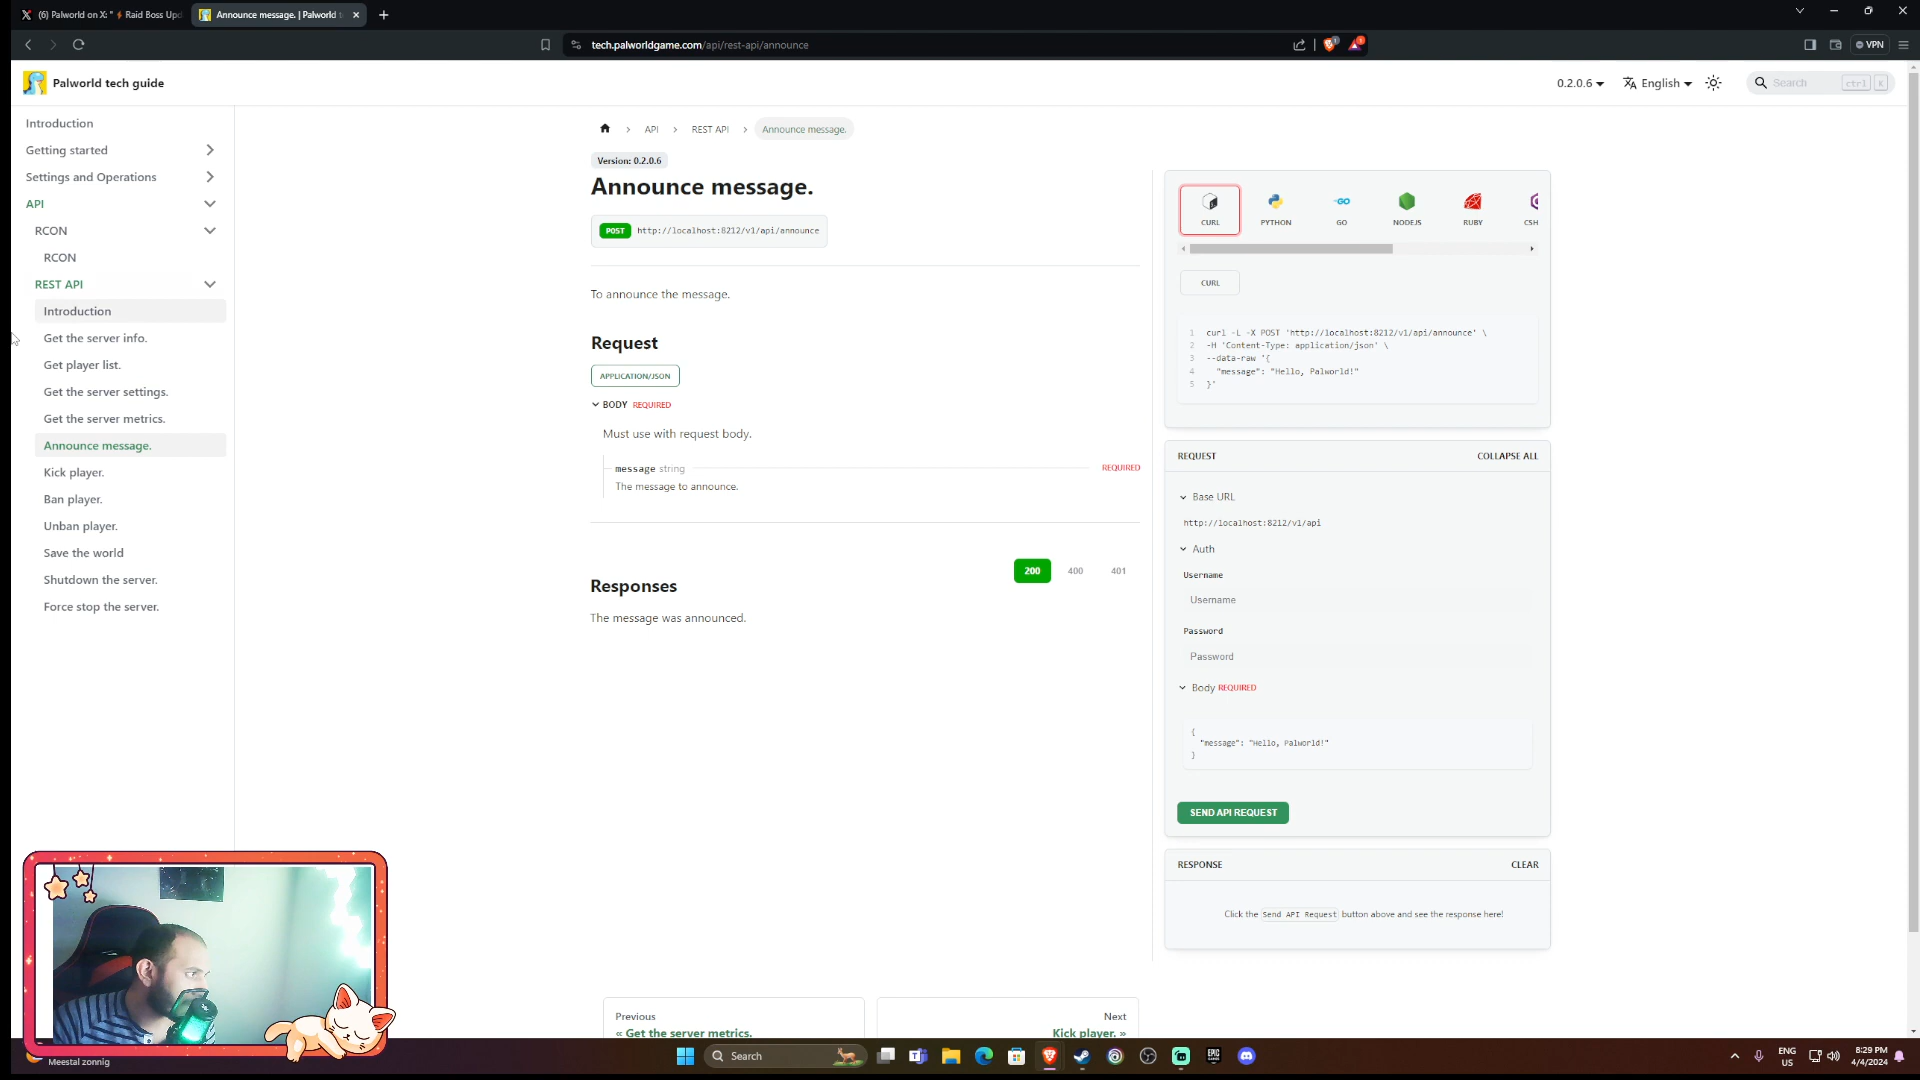 (6) Palworld on X: "⚡Raid Boss Upd
Announce message. | Palworld t
tech.palworldgame.com/api/rest-api/announce
VPN
Palworld tech guide
0.2.0.6
English
Search
ctrl
K
Introduction
Getting started
Settings and Operations
API
RCON
RCON
REST API
Introduction
Get the server info.
Get player list.
Get the server settings.
Get the server metrics.
Announce message.
Kick player.
Ban player.
Unban player.
Save the world
Shutdown the server.
Force stop the server.
API > REST API > Announce message.
Version: 0.2.0.6
Announce message.
POST http://localhost:8212/v1/api/announce
To announce the message.
Request
APPLICATION/JSON
BODY REQUIRED
Must use with request body.
message string REQUIRED
The message to announce.
200 400 401
Responses
The message was announced.
Previous
« Get the server metrics.
Next
Kick player. »
CURL PYTHON GO NODEJS RUBY CSH
CURL
1 curl -L -X POST 'http://localhost:8212/v1/api/announce' \
2 -H 'Content-Type: application/json' \
3 --data-raw '{
4 "message": "Hello, Palworld!"
5 }'
REQUEST COLLAPSE ALL
Base URL
http://localhost:8212/v1/api
Auth
Username
Username
Password
Password
Body REQUIRED
{
"message": "Hello, Palworld!"
}
SEND API REQUEST
RESPONSE CLEAR
Click the Send API Request button above and see the response here!
Meestal zonnig
Search
ENG
US
8:29 PM
4/4/2024